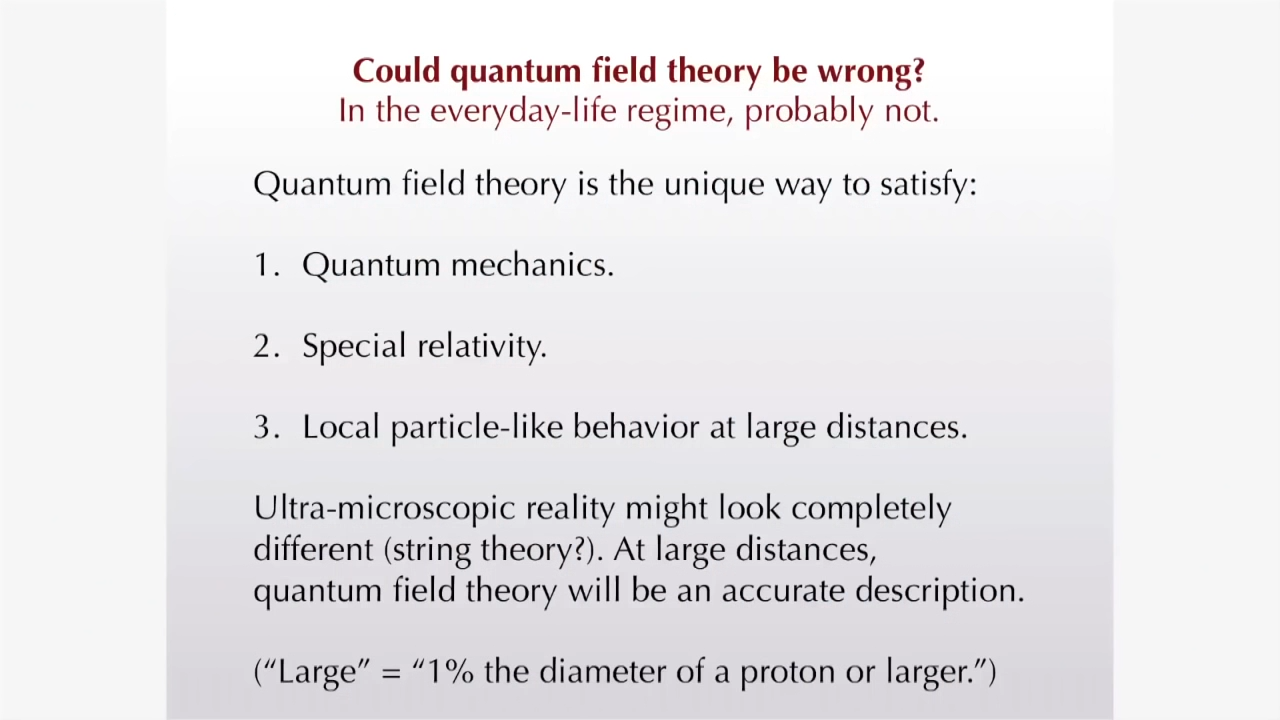 Could quantum field theory be wrong?
In the everyday-life regime, probably not.
Quantum field theory is the unique way to satisfy:
1. Quantum mechanics.
2. Special relativity.
3. Local particle-like behavior at large distances.
Ultra-microscopic reality might look completely
different (string theory?). At large distances,
quantum field theory will be an accurate description.
(“Large” = “1% the diameter of a proton or larger.”)